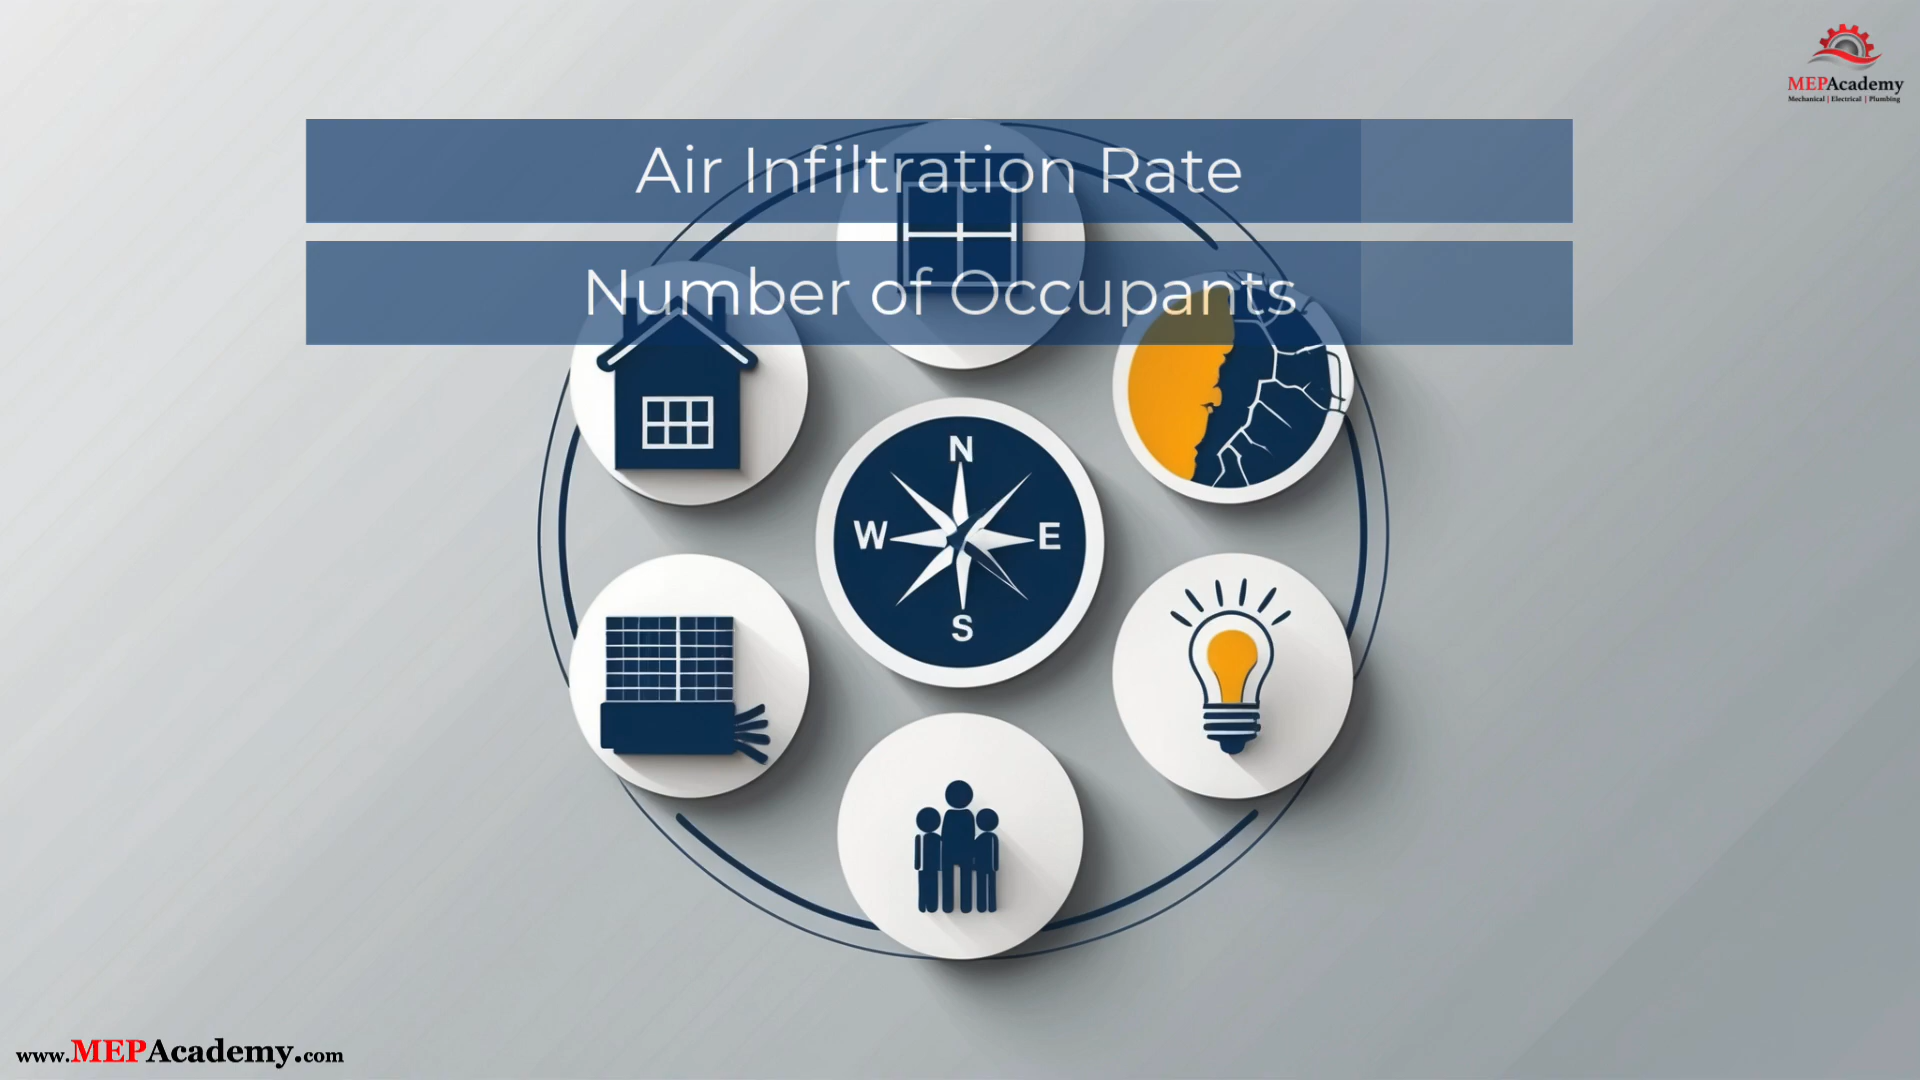 MEPAcademy
Mechanical | Electrical | Plumbing
Air Infiltration Rate
Number of Occupants
N
W E
S
www.MEPAcademy.com